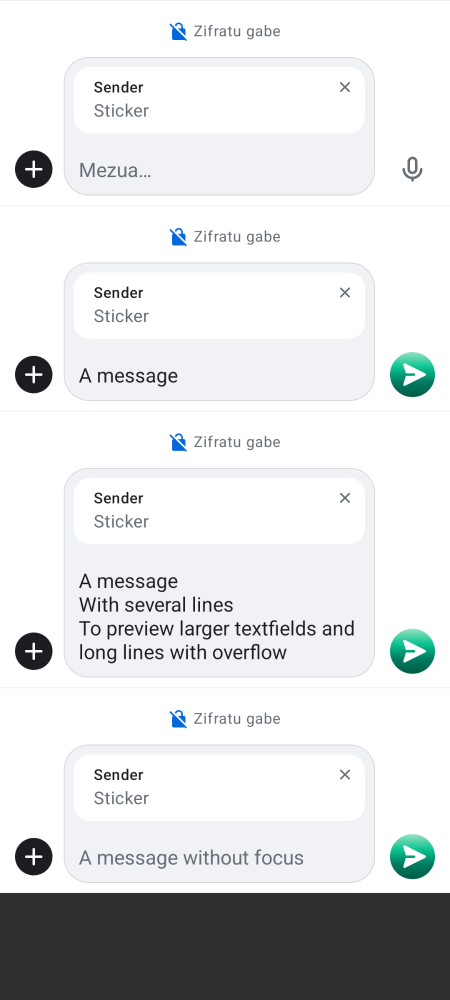 Zifratu gabe
Sender
Sticker
Mezua…
Zifratu gabe
Sender
Sticker
A message
Zifratu gabe
Sender
Sticker
A message
With several lines
To preview larger textfields and
long lines with overflow
Zifratu gabe
Sender
Sticker
A message without focus